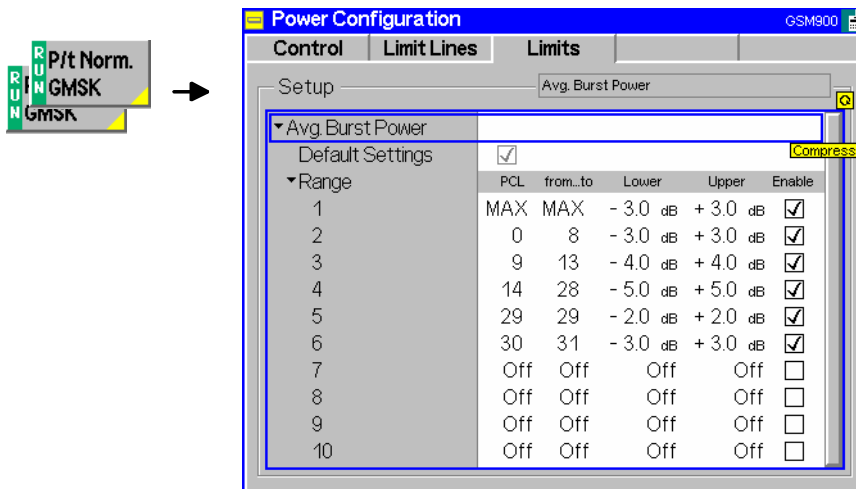 RUN
P/t Norm.
GMSK
RUN
GMSK
Power Configuration GSM900
Control Limit Lines Limits
Setup Avg. Burst Power
Avg. Burst Power
Compress
Default Settings
Range PCL from...to Lower Upper Enable
1 MAX MAX - 3.0 dB + 3.0 dB
2 0 8 - 3.0 dB + 3.0 dB
3 9 13 - 4.0 dB + 4.0 dB
4 14 28 - 5.0 dB + 5.0 dB
5 29 29 - 2.0 dB + 2.0 dB
6 30 31 - 3.0 dB + 3.0 dB
7 Off Off Off Off
8 Off Off Off Off
9 Off Off Off Off
10 Off Off Off Off